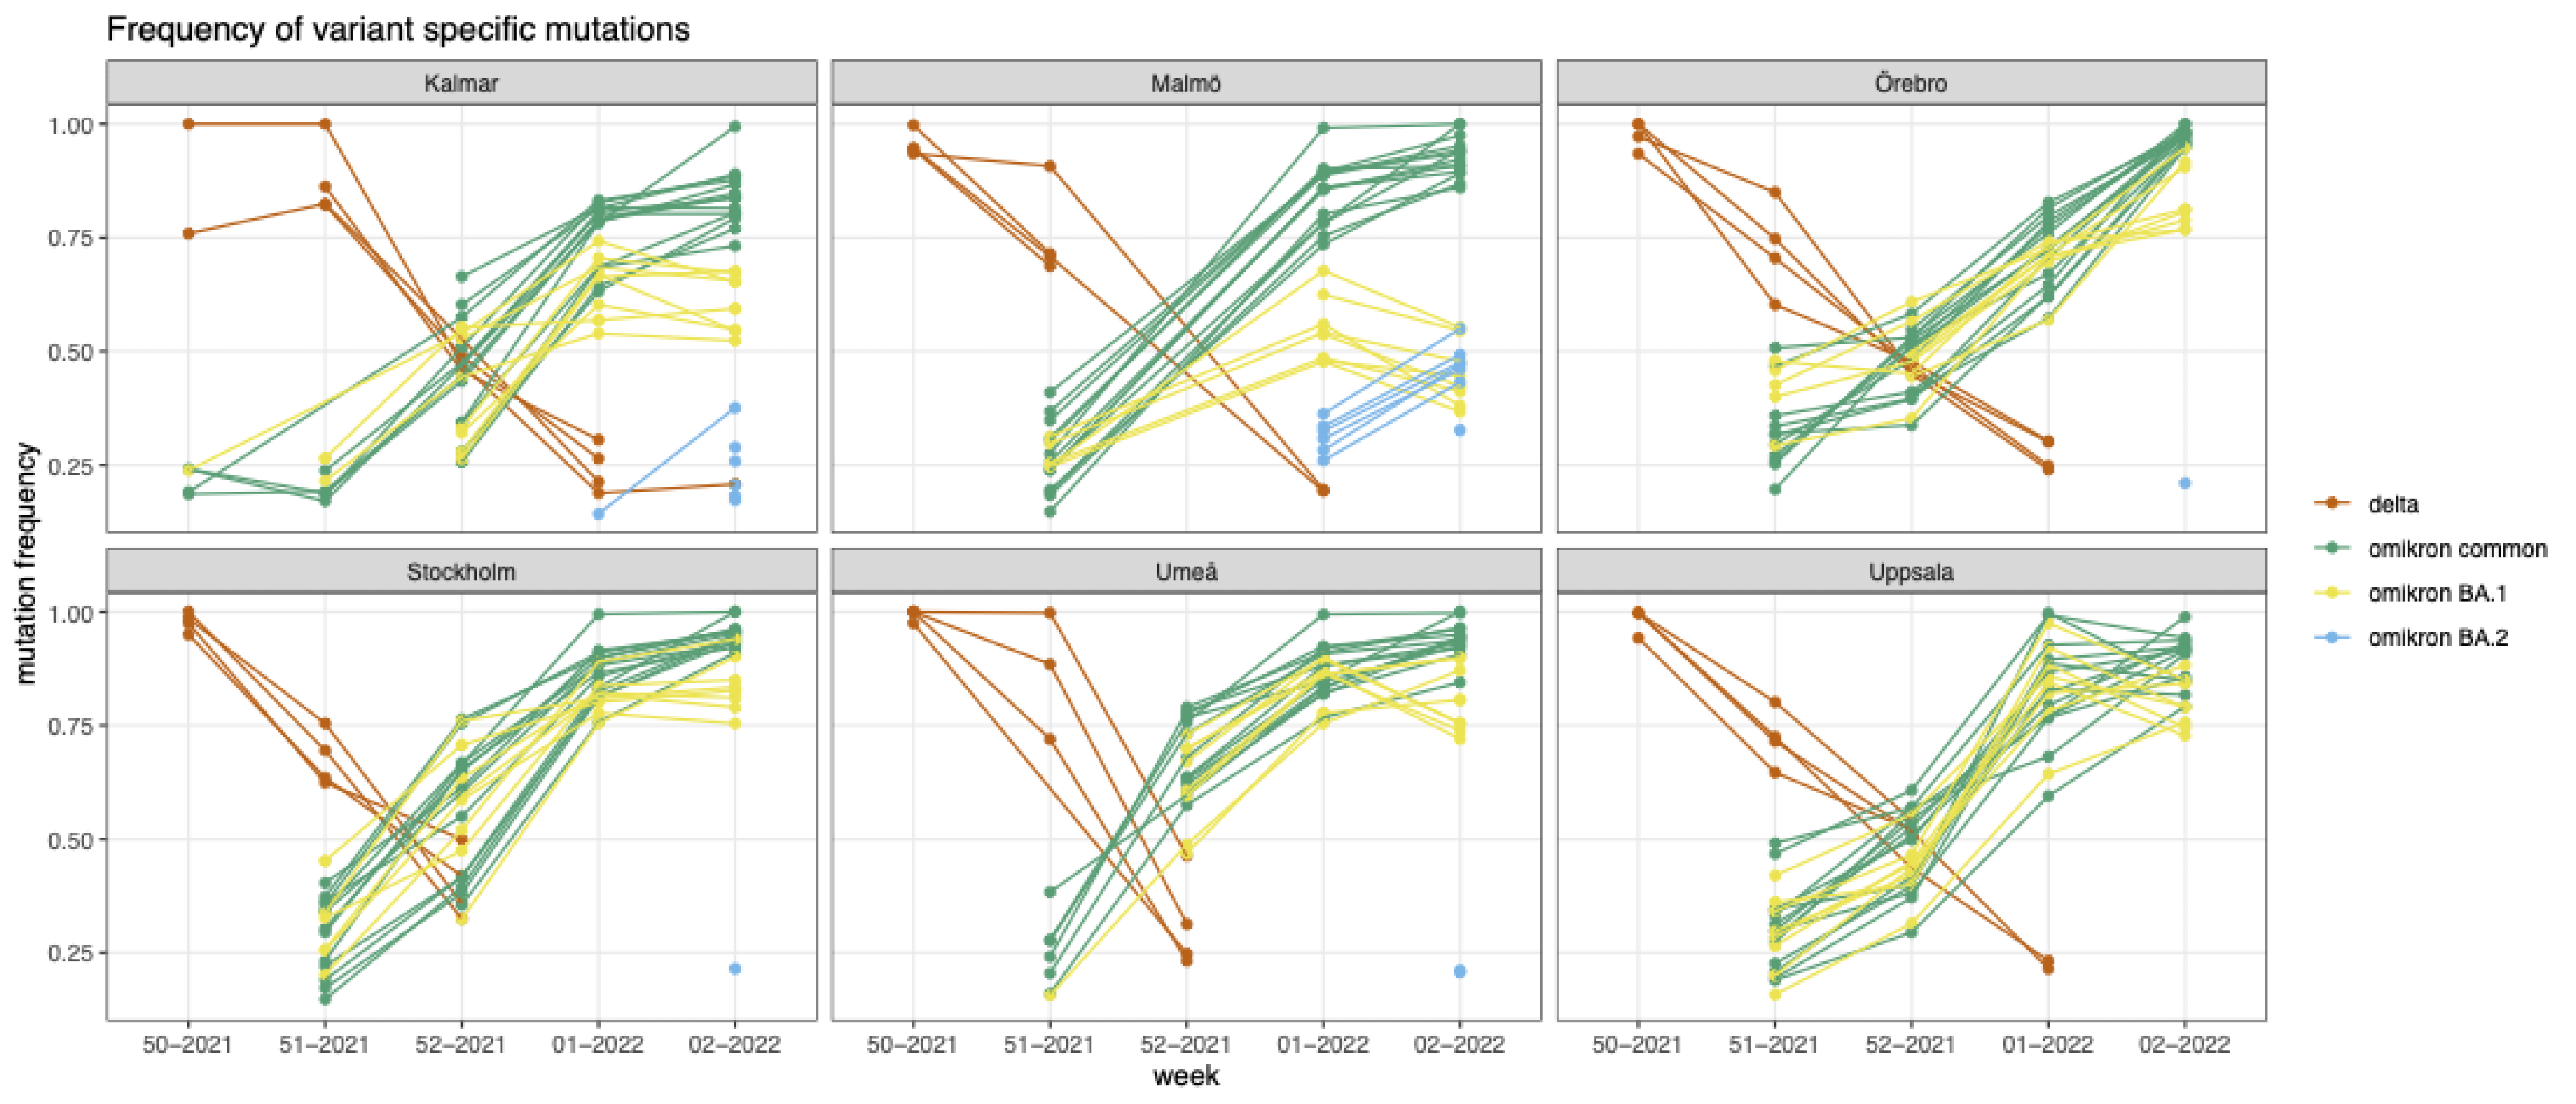 Frequency of variant specific mutations
Kalmar
Malmö
Örebro
1.00
0.75
0.50
0.25
Stockholm
Umeå
Uppsala
1.00
0.75
0.50
0.25
mutation frequency
50–2021 51–2021 52–2021 01–2022 02–2022
50–2021 51–2021 52–2021 01–2022 02–2022
50–2021 51–2021 52–2021 01–2022 02–2022
week
delta
omikron common
omikron BA.1
omikron BA.2